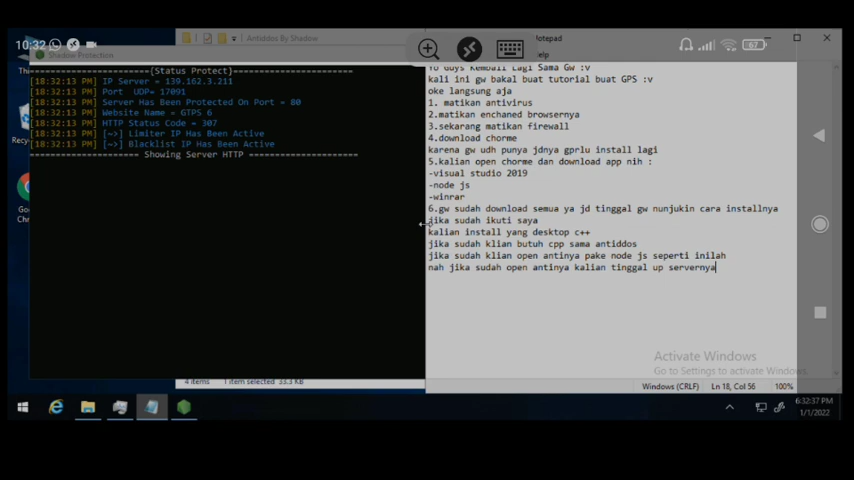 10:32
67
Antiddos By Shadow
Notepad
Help
Shadow Protection
=======================(Status Protect)=======================
[18:32:13 PM] IP Server = 139.162.3.211
[18:32:13 PM] Port  UDP= 17091
[18:32:13 PM] Server Has Been Protected On Port = 80
[18:32:13 PM] Website Name = GTPS 6
[18:32:13 PM] HTTP Status Code = 307
[18:32:13 PM] [~>] Limiter IP Has Been Active
[18:32:13 PM] [~>] Blacklist IP Has Been Active
===================== Showing Server HTTP =====================
Yo Guys Kembali Lagi Sama Gw :v
kali ini gw bakal buat tutorial buat GPS :v
oke langsung aja
1. matikan antivirus
2.matikan enchaned browsernya
3.sekarang matikan firewall
4.download chorme
karena gw udh punya jdnya gprlu install lagi
5.kalian open chorme dan download app nih :
-visual studio 2019
-node js
-winrar
6.gw sudah download semua ya jd tinggal gw nunjukin cara installnya
jika sudah ikuti saya
kalian install yang desktop c++
jika sudah klian butuh cpp sama antiddos
jika sudah klian open antinya pake node js seperti inilah
nah jika sudah open antinya kalian tinggal up servernya
Activate Windows
Go to Settings to activate Windows.
4 items
1 item selected
33.3 KB
Windows (CRLF)
Ln 18, Col 56
100%
6:32:37 PM
1/1/2022